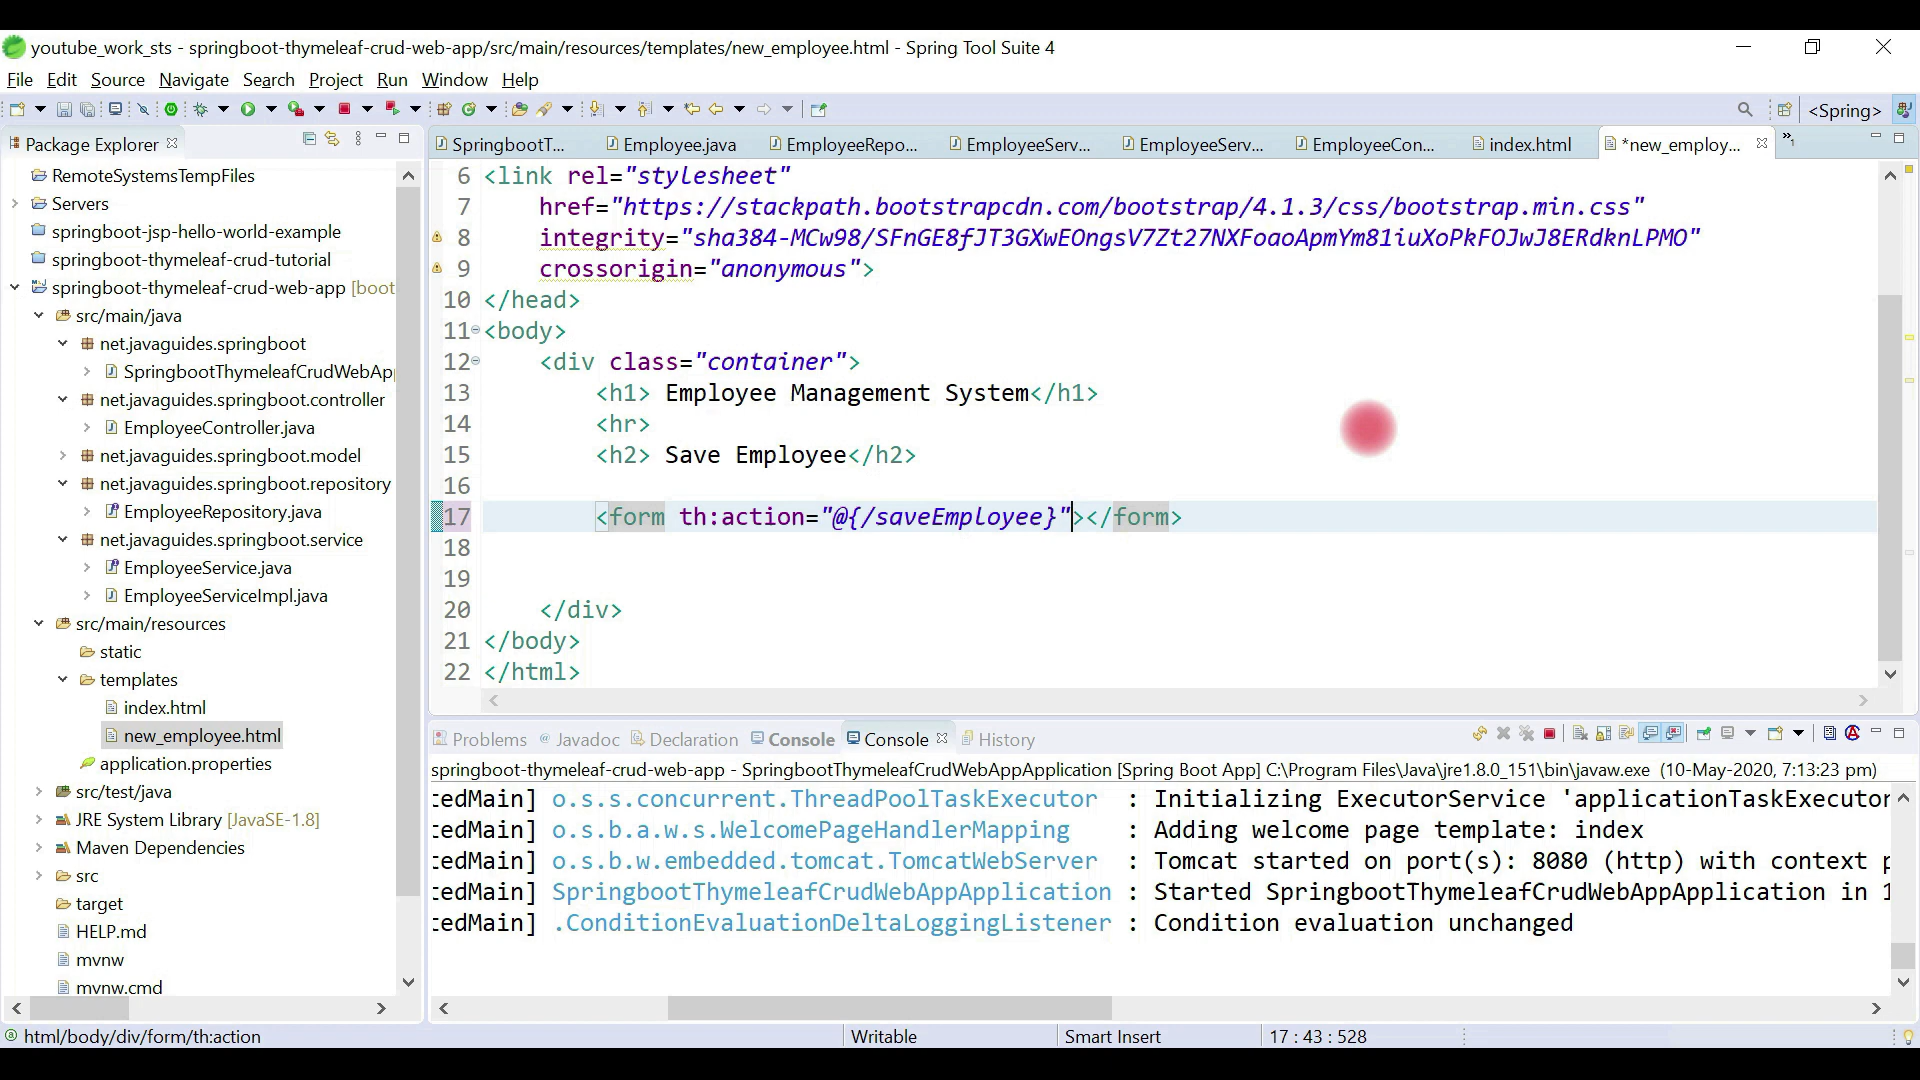 youtube_work_sts - springboot-thymeleaf-crud-web-app/src/main/resources/templates/new_employee.html - Spring Tool Suite 4
File Edit Source Navigate Search Project Run Window Help
<Spring>
Package Explorer
RemoteSystemsTempFiles
Servers
springboot-jsp-hello-world-example
springboot-thymeleaf-crud-tutorial
springboot-thymeleaf-crud-web-app [boot
src/main/java
net.javaguides.springboot
SpringbootThymeleafCrudWebApp
net.javaguides.springboot.controller
EmployeeController.java
net.javaguides.springboot.model
net.javaguides.springboot.repository
EmployeeRepository.java
net.javaguides.springboot.service
EmployeeService.java
EmployeeServiceImpl.java
src/main/resources
static
templates
index.html
new_employee.html
application.properties
src/test/java
JRE System Library [JavaSE-1.8]
Maven Dependencies
src
target
HELP.md
mvnw
mvnw.cmd
SpringbootT... Employee.java EmployeeRepo... EmployeeServ... EmployeeServ... EmployeeCon... index.html *new_employ... »1
6 <link rel="stylesheet"
7 href="https://stackpath.bootstrapcdn.com/bootstrap/4.1.3/css/bootstrap.min.css"
8 integrity="sha384-MCw98/SFnGE8fJT3GXwEOngsV7Zt27NXFoaoApmYm81iuXoPkFOJwJ8ERdknLPMO"
9 crossorigin="anonymous">
10 </head>
11 <body>
12 <div class="container">
13 <h1> Employee Management System</h1>
14 <hr>
15 <h2> Save Employee</h2>
16
17 <form th:action="@{/saveEmployee}"></form>
18
19
20 </div>
21 </body>
22 </html>
Problems Javadoc Declaration Console Console History
springboot-thymeleaf-crud-web-app - SpringbootThymeleafCrudWebAppApplication [Spring Boot App] C:\Program Files\Java\jre1.8.0_151\bin\javaw.exe (10-May-2020, 7:13:23 pm)
tedMain] o.s.s.concurrent.ThreadPoolTaskExecutor : Initializing ExecutorService 'applicationTaskExecutor
tedMain] o.s.b.a.w.s.WelcomePageHandlerMapping : Adding welcome page template: index
tedMain] o.s.b.w.embedded.tomcat.TomcatWebServer : Tomcat started on port(s): 8080 (http) with context p
tedMain] SpringbootThymeleafCrudWebAppApplication : Started SpringbootThymeleafCrudWebAppApplication in 1
tedMain] .ConditionEvaluationDeltaLoggingListener : Condition evaluation unchanged
html/body/div/form/th:action Writable Smart Insert 17 : 43 : 528